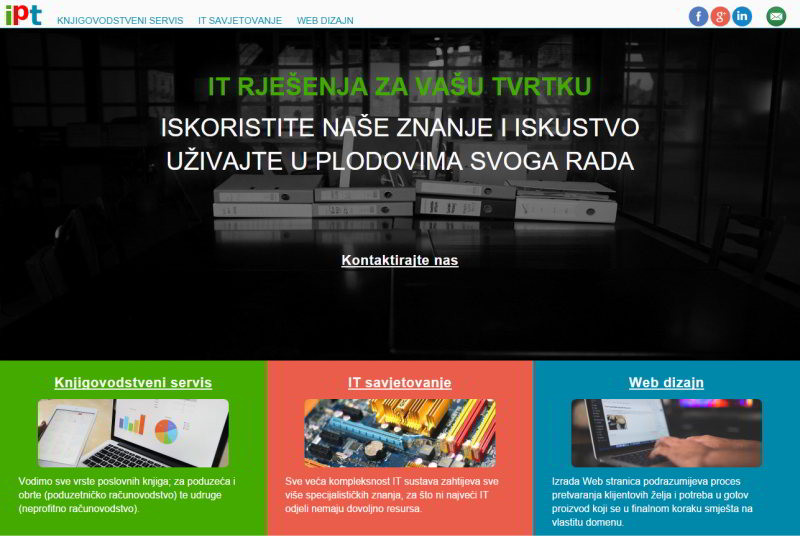 ipt
KNJIGOVODSTVENI SERVIS IT SAVJETOVANJE WEB DIZAJN
f g+ in
IT RJEŠENJA ZA VAŠU TVRTKU
ISKORISTITE NAŠE ZNANJE I ISKUSTVO
UŽIVAJTE U PLODOVIMA SVOGA RADA
Kontaktirajte nas
Knjigovodstveni servis
Vodimo sve vrste poslovnih knjiga; za poduzeća i
obrte (poduzetničko računovodstvo) te udruge
(neprofitno računovodstvo).
IT savjetovanje
Sve veća kompleksnost IT sustava zahtijeva sve
više specijalističkih znanja, za što ni najveći IT
odjeli nemaju dovoljno resursa.
Web dizajn
Izrada Web stranica podrazumijeva proces
pretvaranja klijentovih želja i potreba u gotov
proizvod koji se u finalnom koraku smješta na
vlastitu domenu.